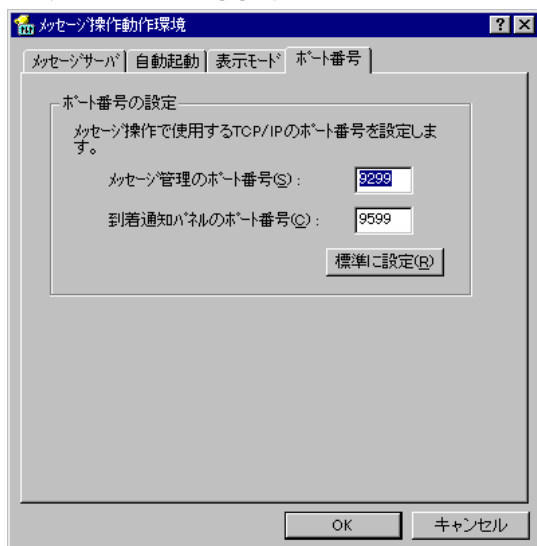 メッセージ操作動作環境
メッセージサーバ 自動起動 表示モード ポート番号
ポート番号の設定
メッセージ操作で使用するTCP/IPのポート番号を設定しま
す。
メッセージ管理のポート番号(S): 9299
到着通知パネルのポート番号(C): 9599
標準に設定(R)
OK キャンセル